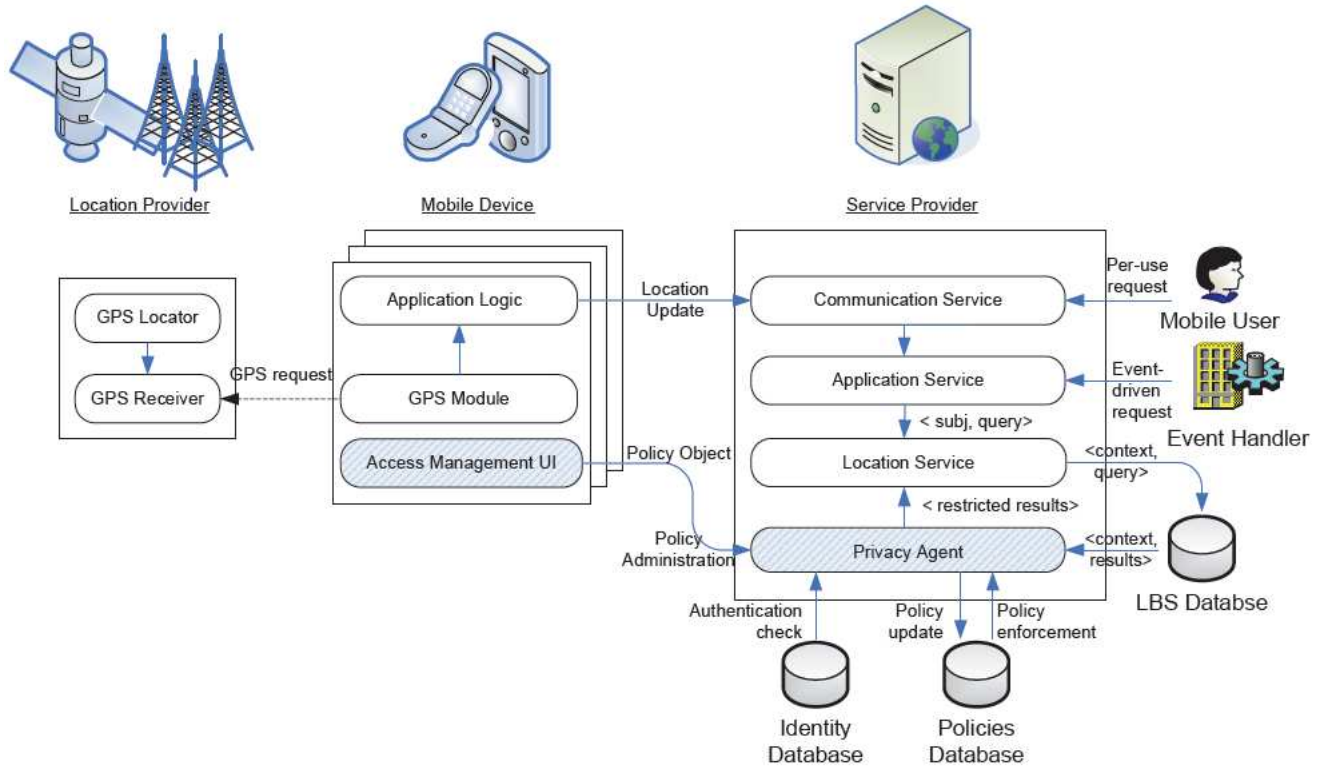 Location Provider
Mobile Device
Service Provider
GPS Locator
GPS Receiver
GPS request
Application Logic
GPS Module
Access Management UI
Location
Update
Policy Object
Policy
Administration
Communication Service
Application Service
< subj, query>
Location Service
< restricted results>
Privacy Agent
Per-use
request
Mobile User
Event-
driven
request
Event Handler
<context,
query>
<context,
results>
LBS Databse
Authentication
check
Policy
update
Policy
enforcement
Identity
Database
Policies
Database